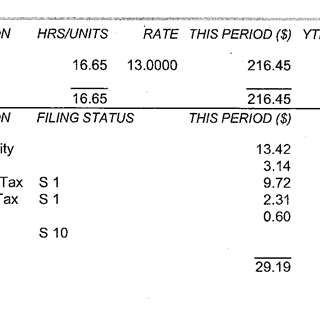 ON HRS/UNITS RATE THIS PERIOD ($) YT
16.65 13.0000 216.45
16.65 216.45
ON FILING STATUS THIS PERIOD ($)
ity 13.42
3.14
Tax S 1 9.72
Tax S 1 2.31
0.60
S 10
29.19